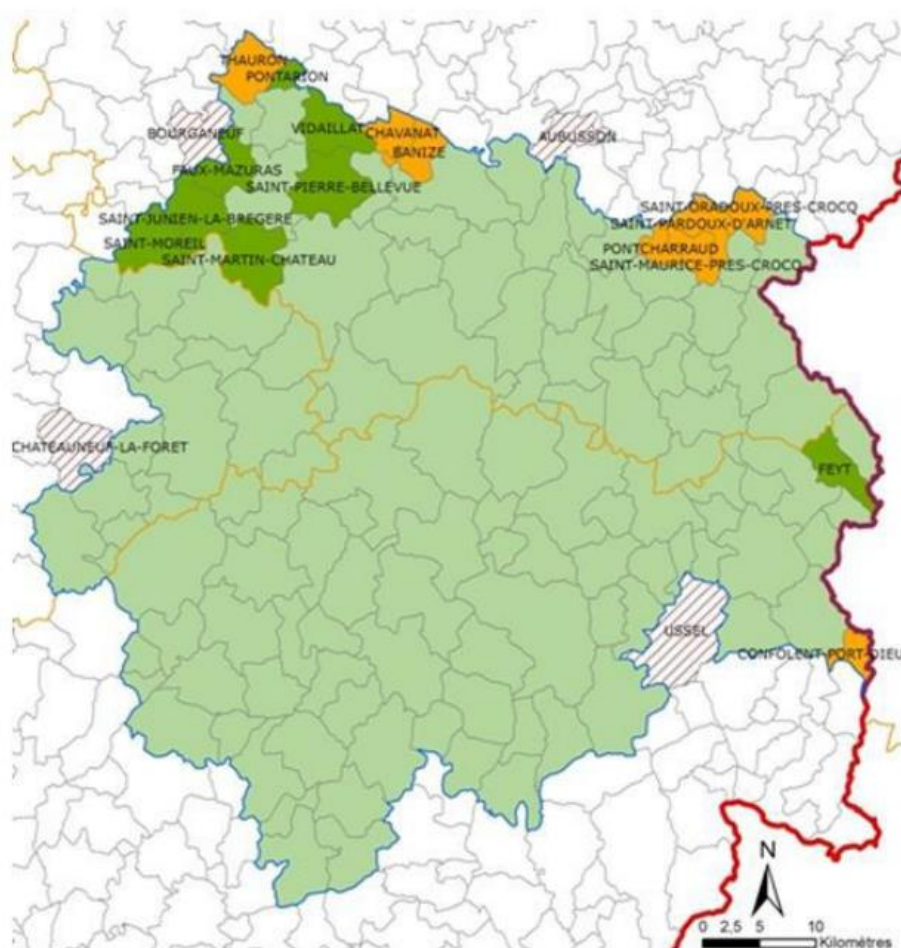 THAURON
PONTARION
BOURGANEUF
VIDAILLAT
CHAVANAT
AUBUSSON
BANIZE
FAUX-MAZURAS
SAINT-PIERRE-BELLEVUE
SAINT-ORADOUX-PRES-CROCQ
SAINT-JUNIEN-LA-BREGERE
SAINT-PARDOUX-D'ARNET
SAINT-MOREIL
PONTCHARRAUD
SAINT-MARTIN-CHATEAU
SAINT-MAURICE-PRES-CROCQ
CHATEAUNEUF-LA-FORET
FEYT
USSEL
CONFOLENT-PORT-DIEU
N
0 2,5 5 10
Kilomètres